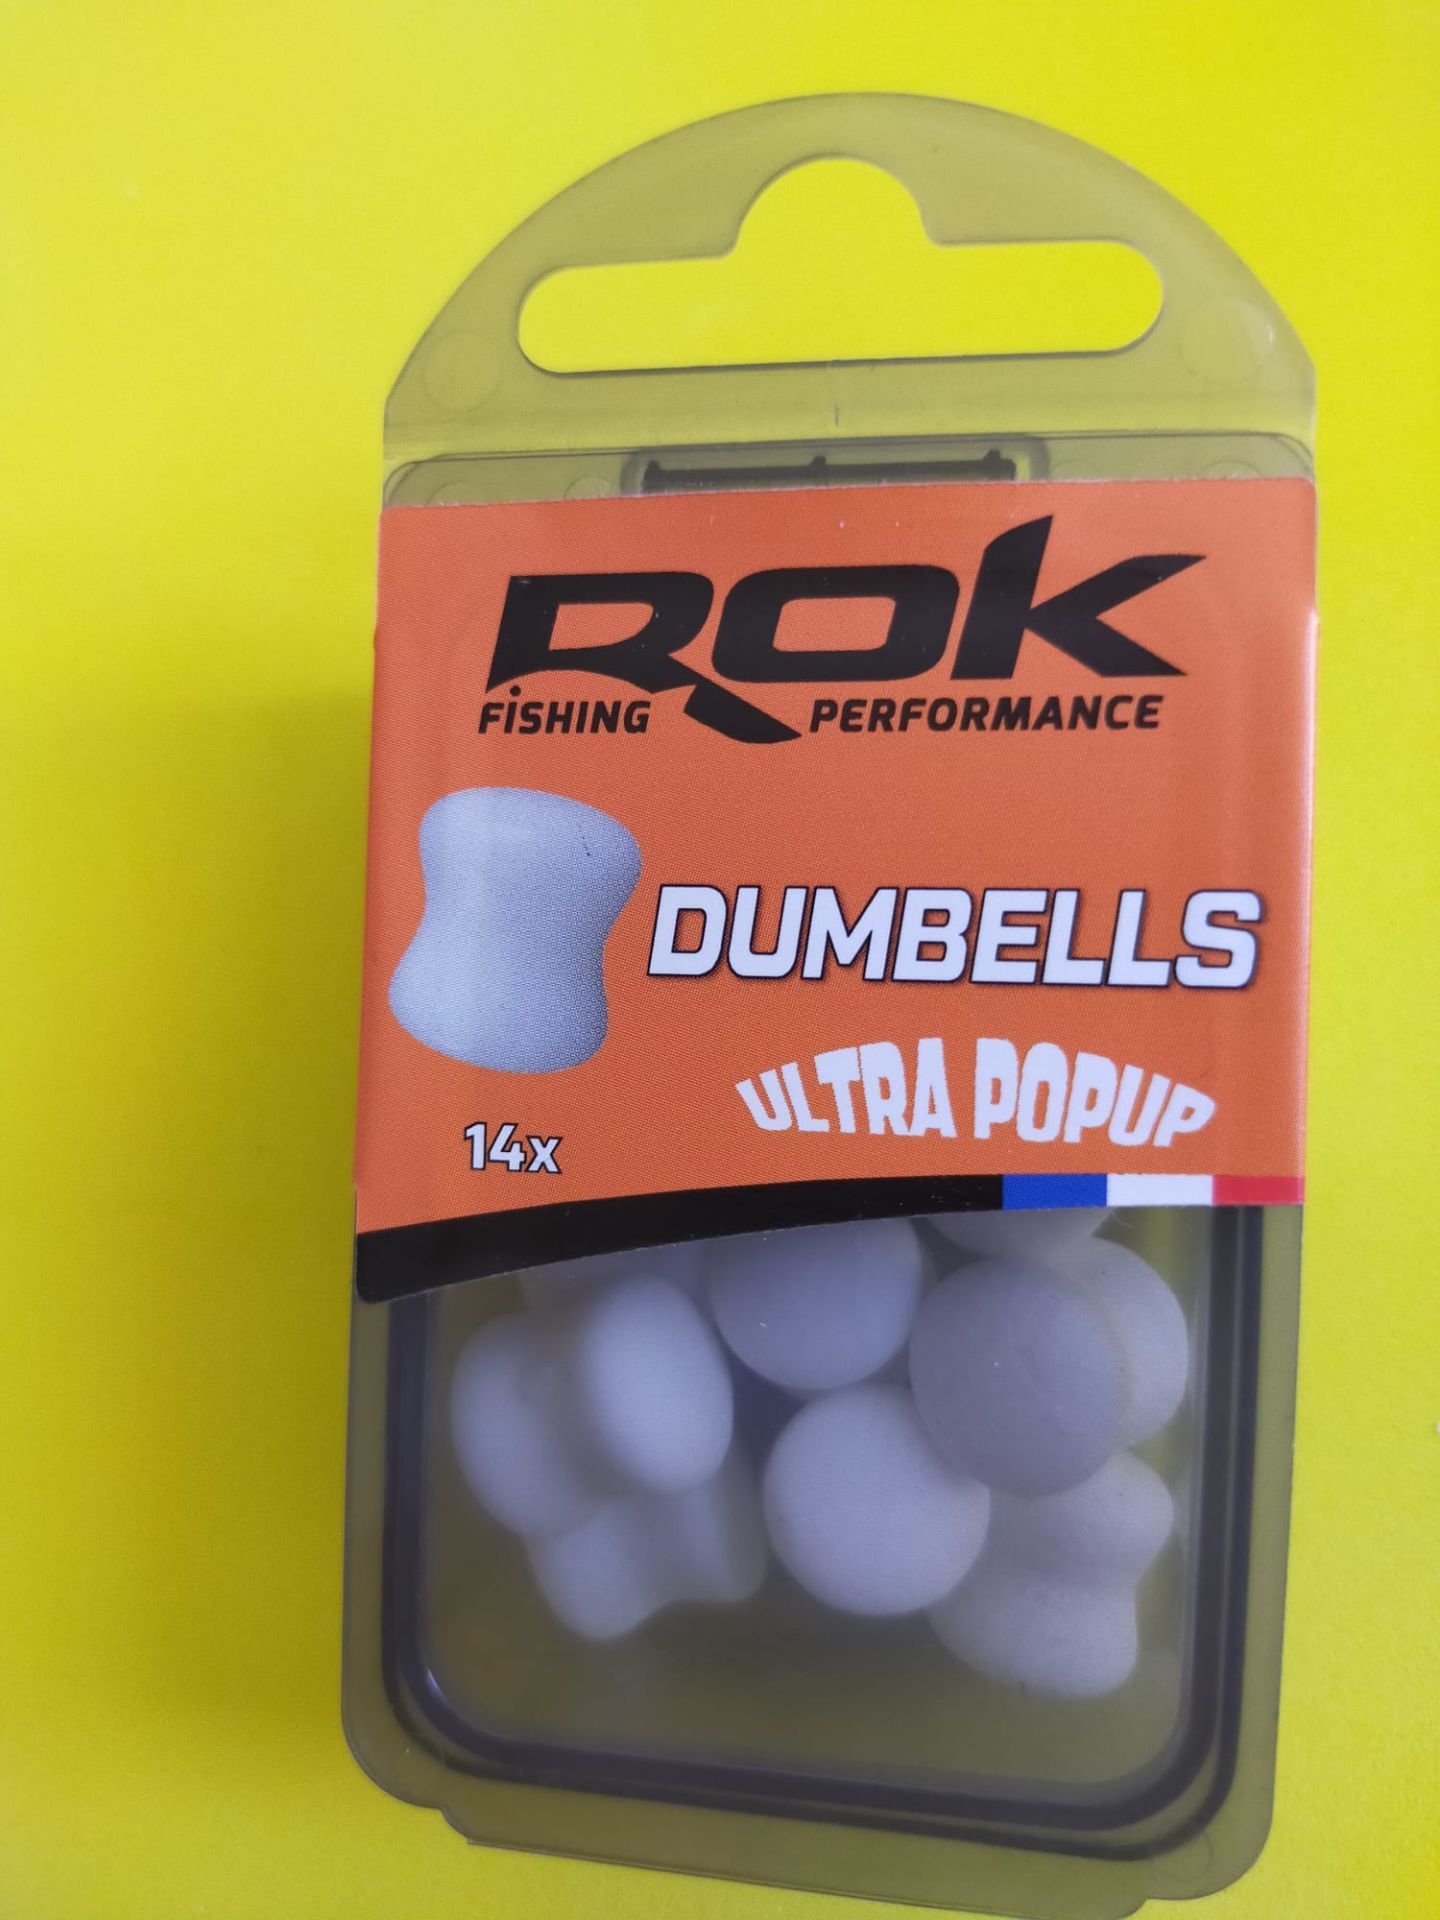 ROK
FiSHING PERFORMANCE
DUMBELLS
ULTRA POPUP
14x